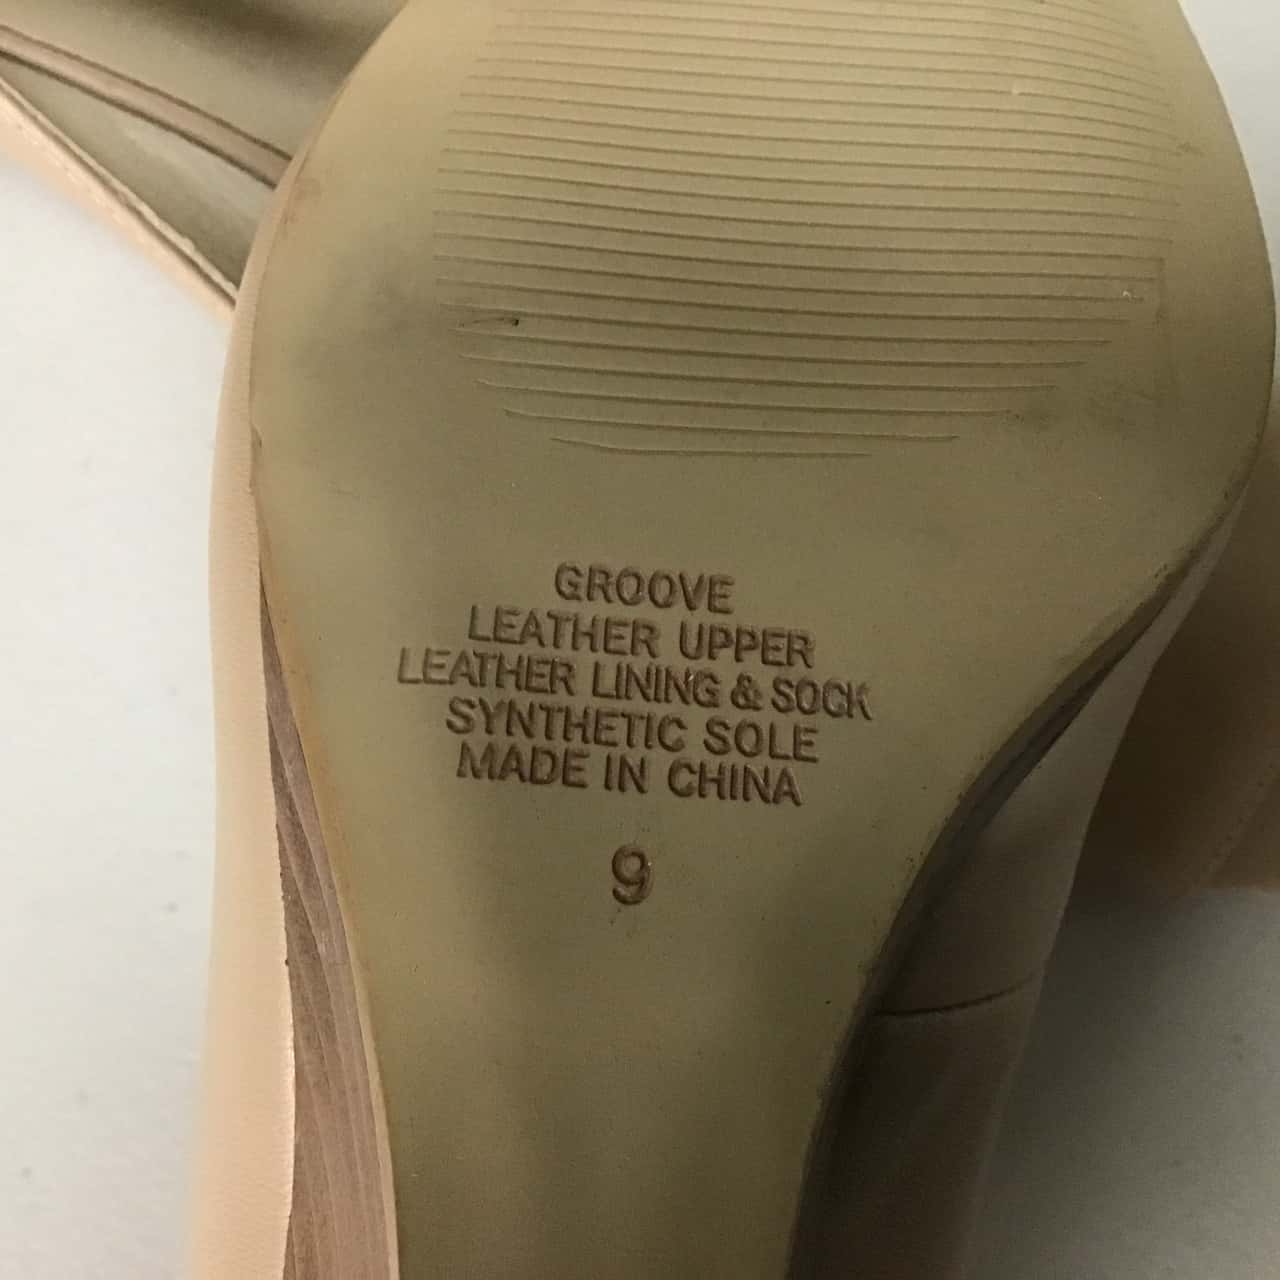 GROOVE
LEATHER UPPER
LEATHER LINING & SOCK
SYNTHETIC SOLE
MADE IN CHINA
9